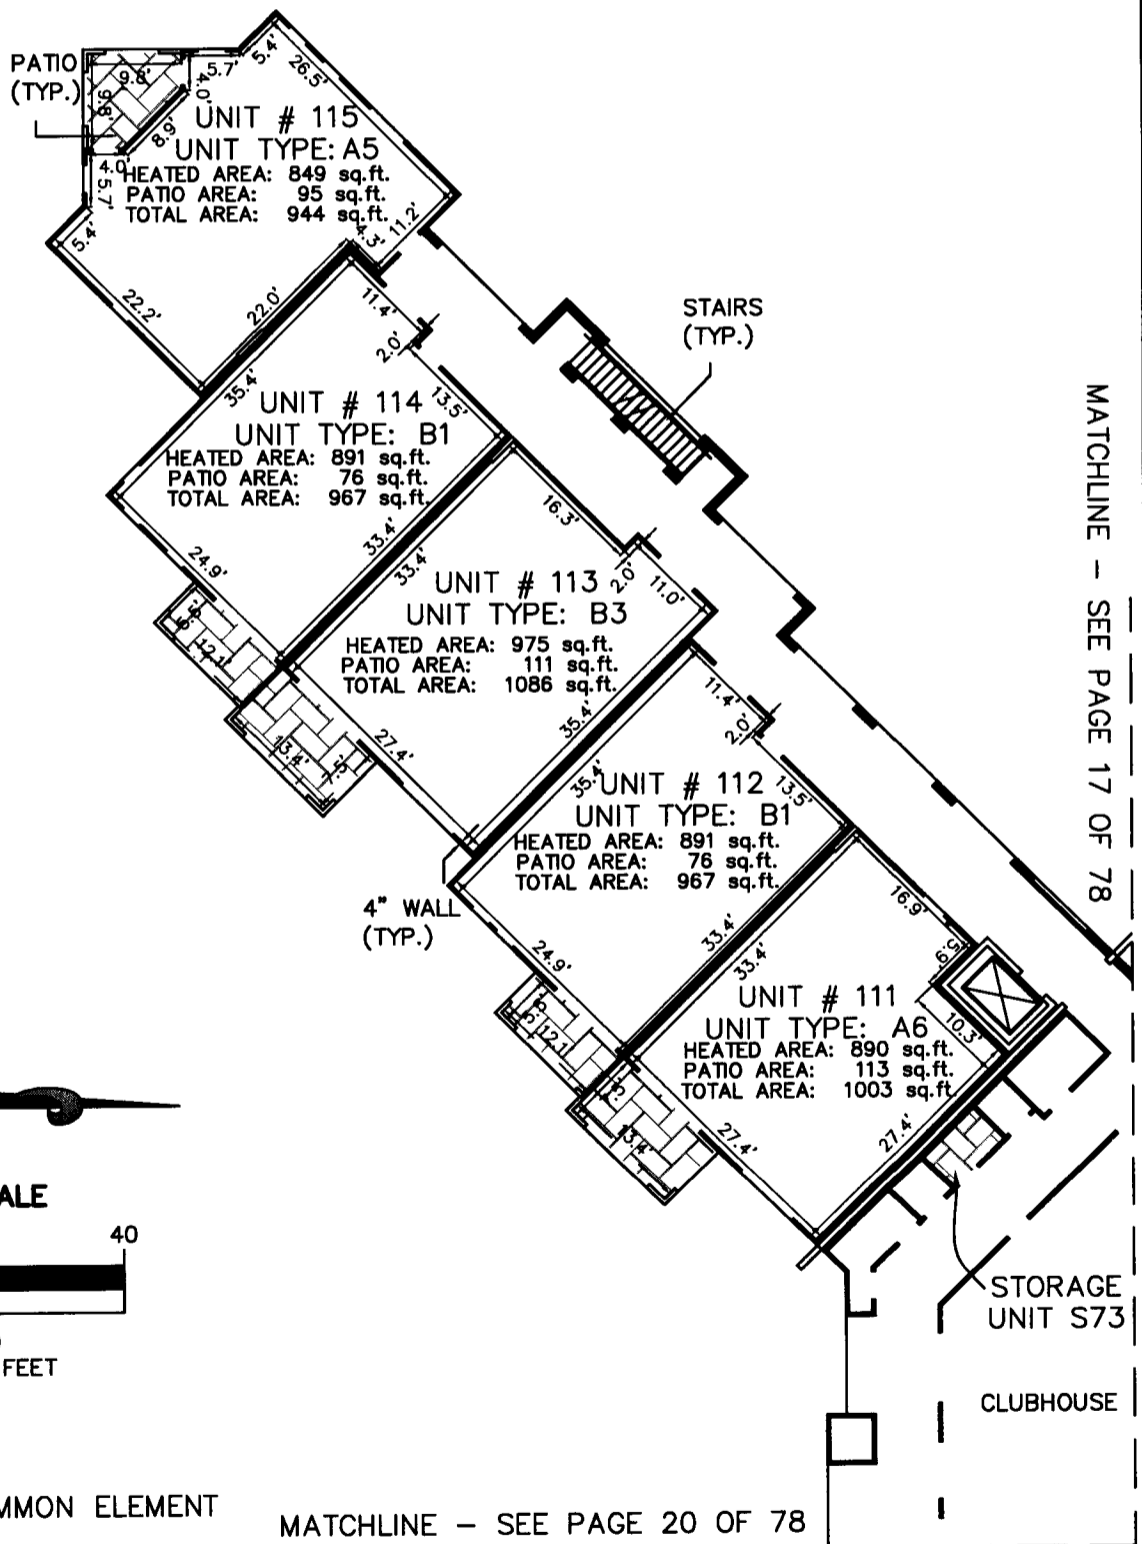 PATIO
(TYP.)
9.8'
9.8'
4.0'
5.7'
5.4'
26.5'
8.9'
4.0'
5.7'
5.4'
UNIT # 115
UNIT TYPE: A5
HEATED AREA: 849 sq.ft.
PATIO AREA: 95 sq.ft.
TOTAL AREA: 944 sq.ft.
4.3'
11.2'
22.2'
22.0'
11.4'
2.0'
STAIRS
(TYP.)
35.4'
13.5'
UNIT # 114
UNIT TYPE: B1
HEATED AREA: 891 sq.ft.
PATIO AREA: 76 sq.ft.
TOTAL AREA: 967 sq.ft.
MATCHLINE - SEE PAGE 17 OF 78
24.9'
33.4'
33.4'
16.3'
2.0'
11.0'
12.1'
UNIT # 113
UNIT TYPE: B3
HEATED AREA: 975 sq.ft.
PATIO AREA: 111 sq.ft.
TOTAL AREA: 1086 sq.ft.
13.4'
7.5'
27.4'
35.4'
11.4'
2.0'
35.4'
13.5'
UNIT # 112
UNIT TYPE: B1
HEATED AREA: 891 sq.ft.
PATIO AREA: 76 sq.ft.
TOTAL AREA: 967 sq.ft.
4" WALL
(TYP.)
24.9'
33.4'
33.4'
16.9'
5.9'
10.3'
12.1
UNIT # 111
UNIT TYPE: A6
HEATED AREA: 890 sq.ft.
PATIO AREA: 113 sq.ft.
TOTAL AREA: 1003 sq.ft.
13.4'
27.4'
27.4'
ALE
40
FEET
STORAGE
UNIT S73
CLUBHOUSE
MMON ELEMENT
MATCHLINE - SEE PAGE 20 OF 78